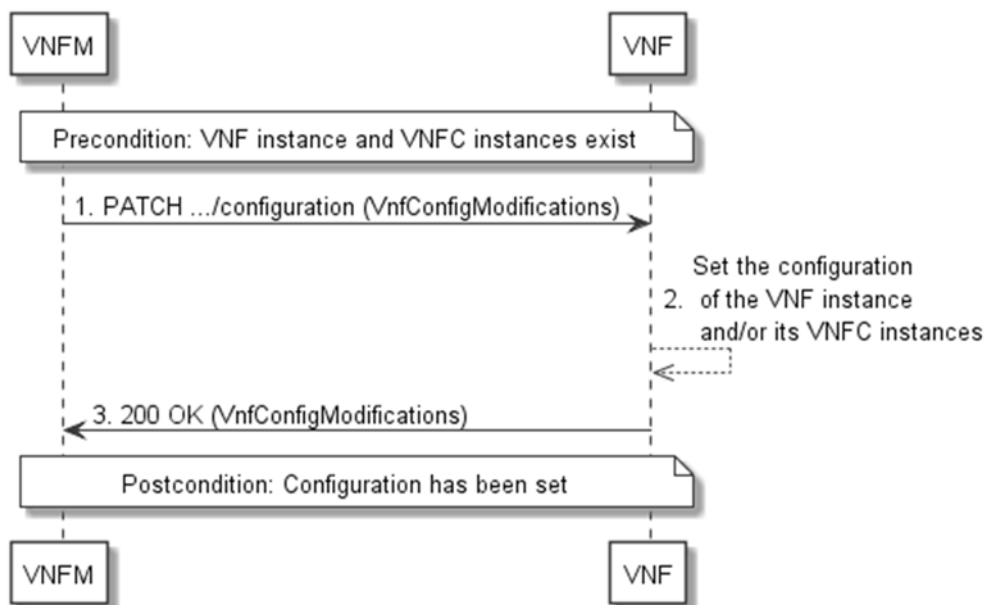 VNFM VNF
Precondition: VNF instance and VNFC instances exist
1. PATCH .../configuration (VnfConfigModifications)
Set the configuration
2. of the VNF instance
and/or its VNFC instances
3. 200 OK (VnfConfigModifications)
Postcondition: Configuration has been set
VNFM VNF